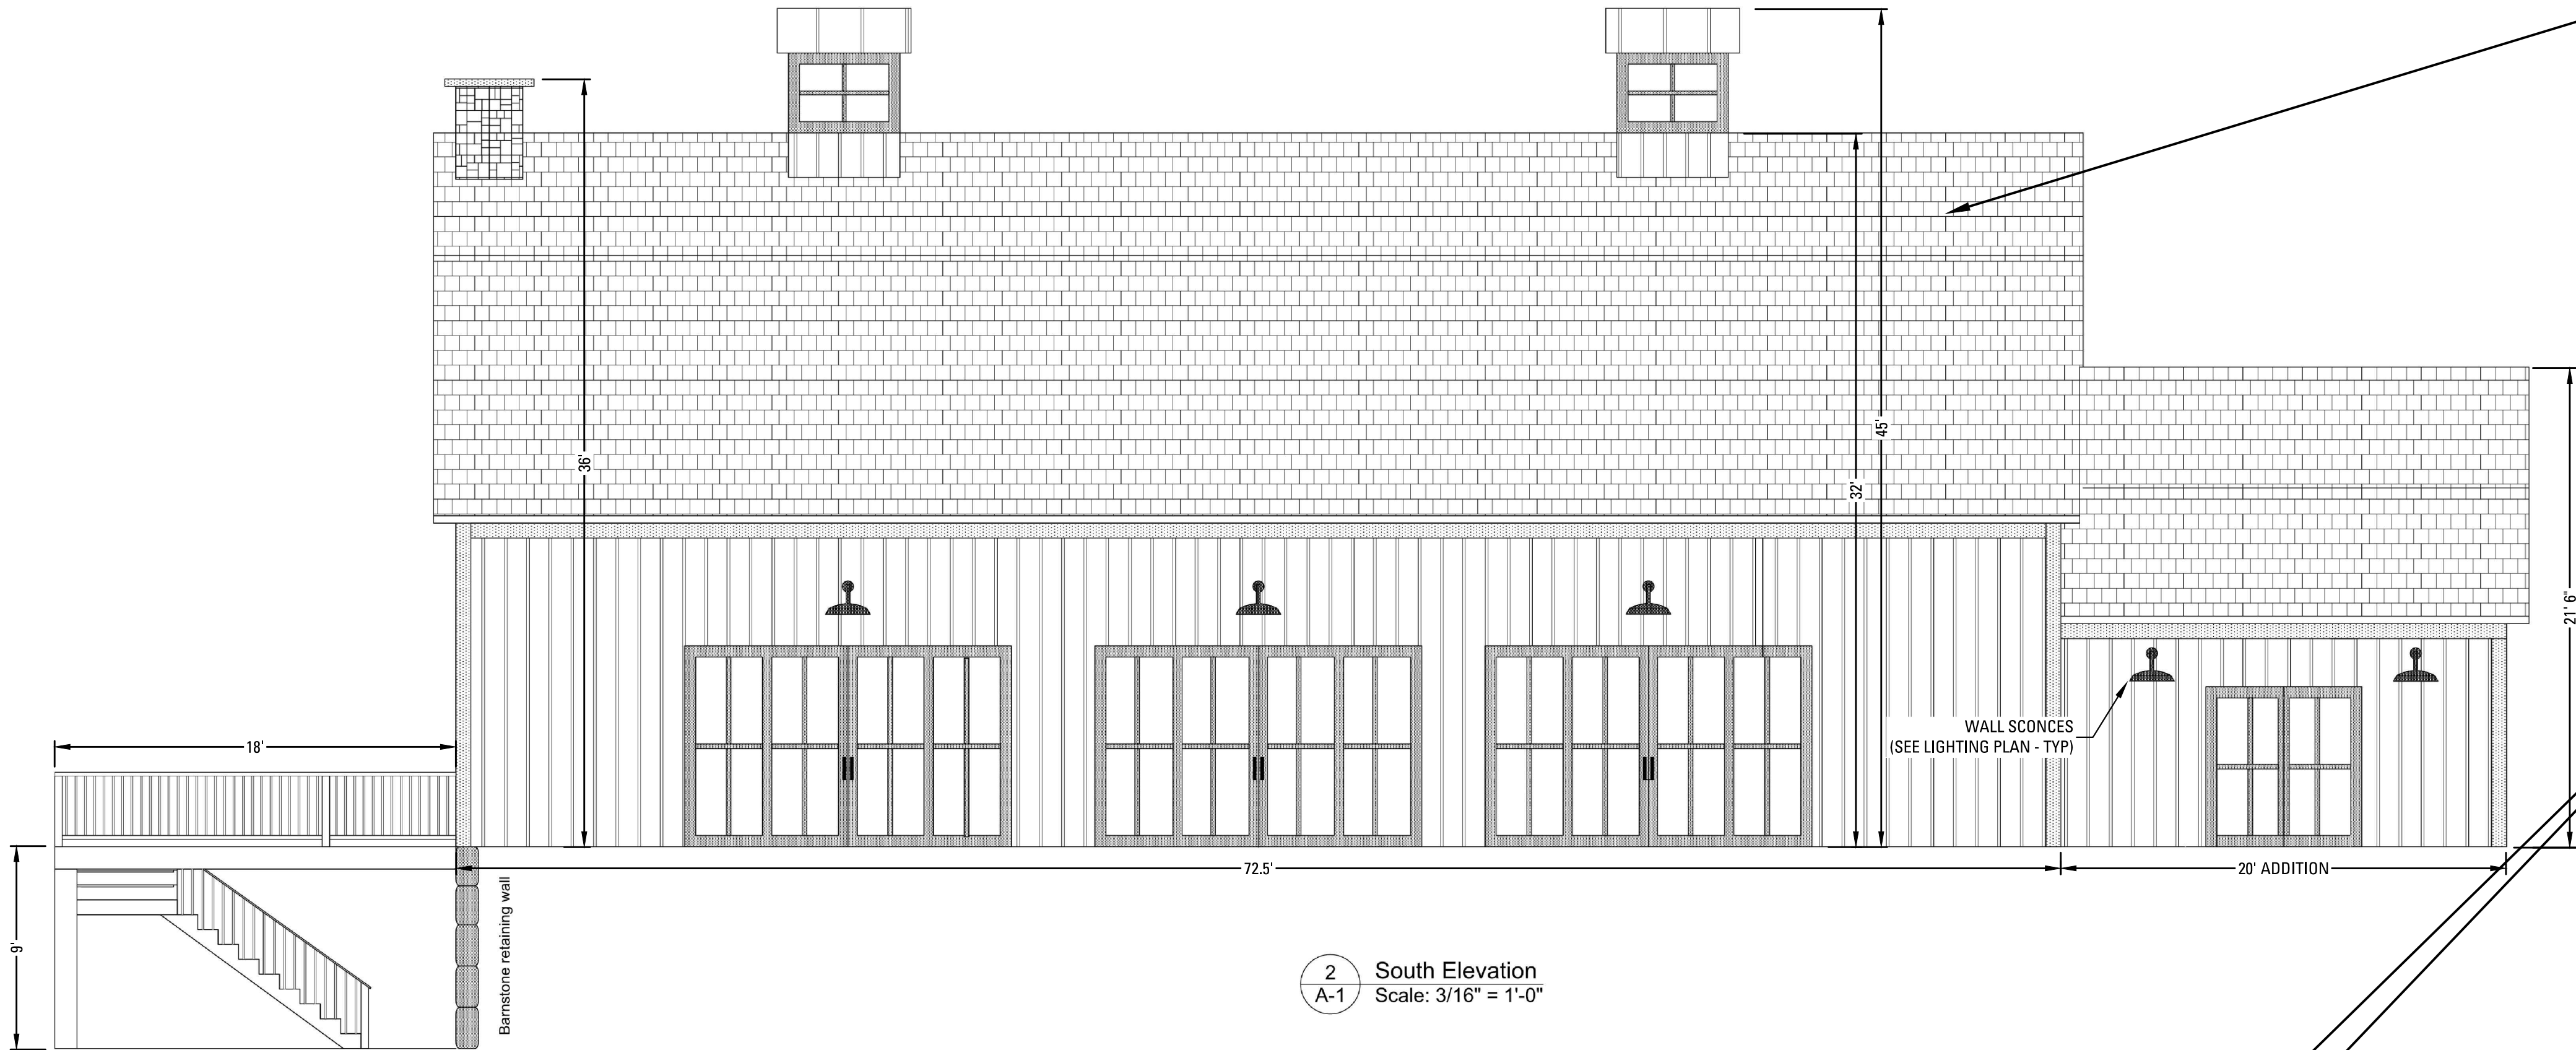 36'
45'
32'
21' 6"
WALL SCONCES
(SEE LIGHTING PLAN - TYP)
18'
72.5'
20' ADDITION
9'
Barnstone retaining wall
2
A-1
South Elevation
Scale: 3/16" = 1'-0"